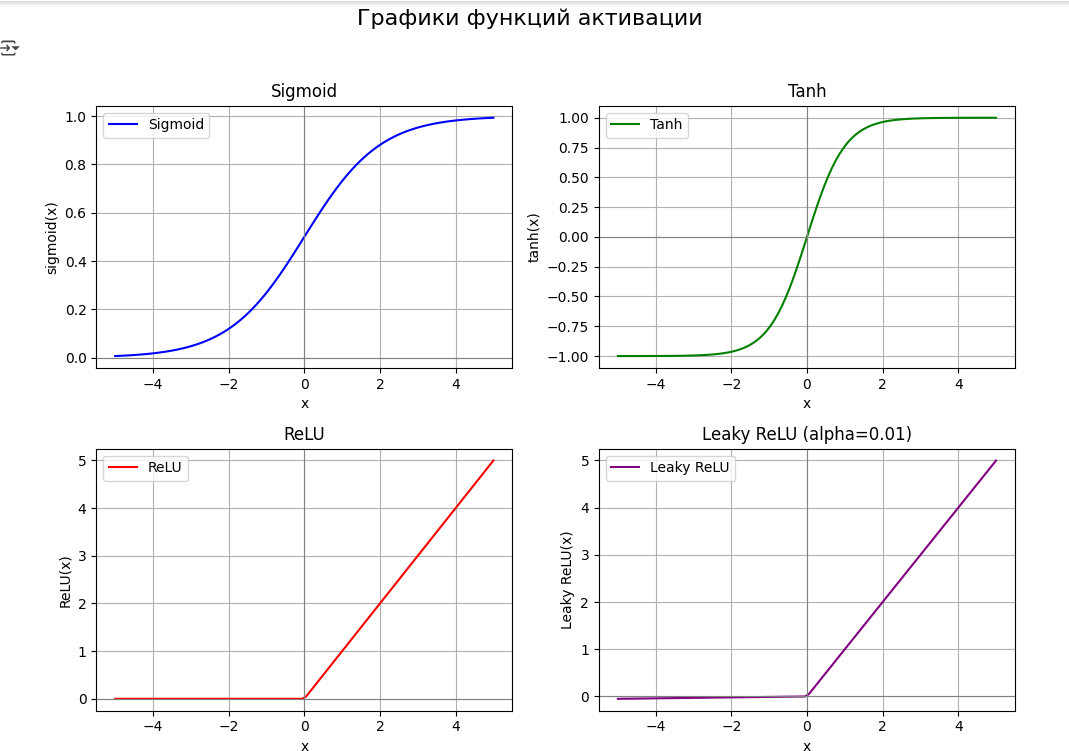 Графики функций активации
Sigmoid
Sigmoid
sigmoid(x)
1.0
0.8
0.6
0.4
0.2
0.0
−4 −2 0 2 4
x
Tanh
Tanh
tanh(x)
1.00
0.75
0.50
0.25
0.00
−0.25
−0.50
−0.75
−1.00
−4 −2 0 2 4
x
ReLU
ReLU
ReLU(x)
5
4
3
2
1
0
−4 −2 0 2 4
x
Leaky ReLU (alpha=0.01)
Leaky ReLU
Leaky ReLU(x)
5
4
3
2
1
0
−4 −2 0 2 4
x